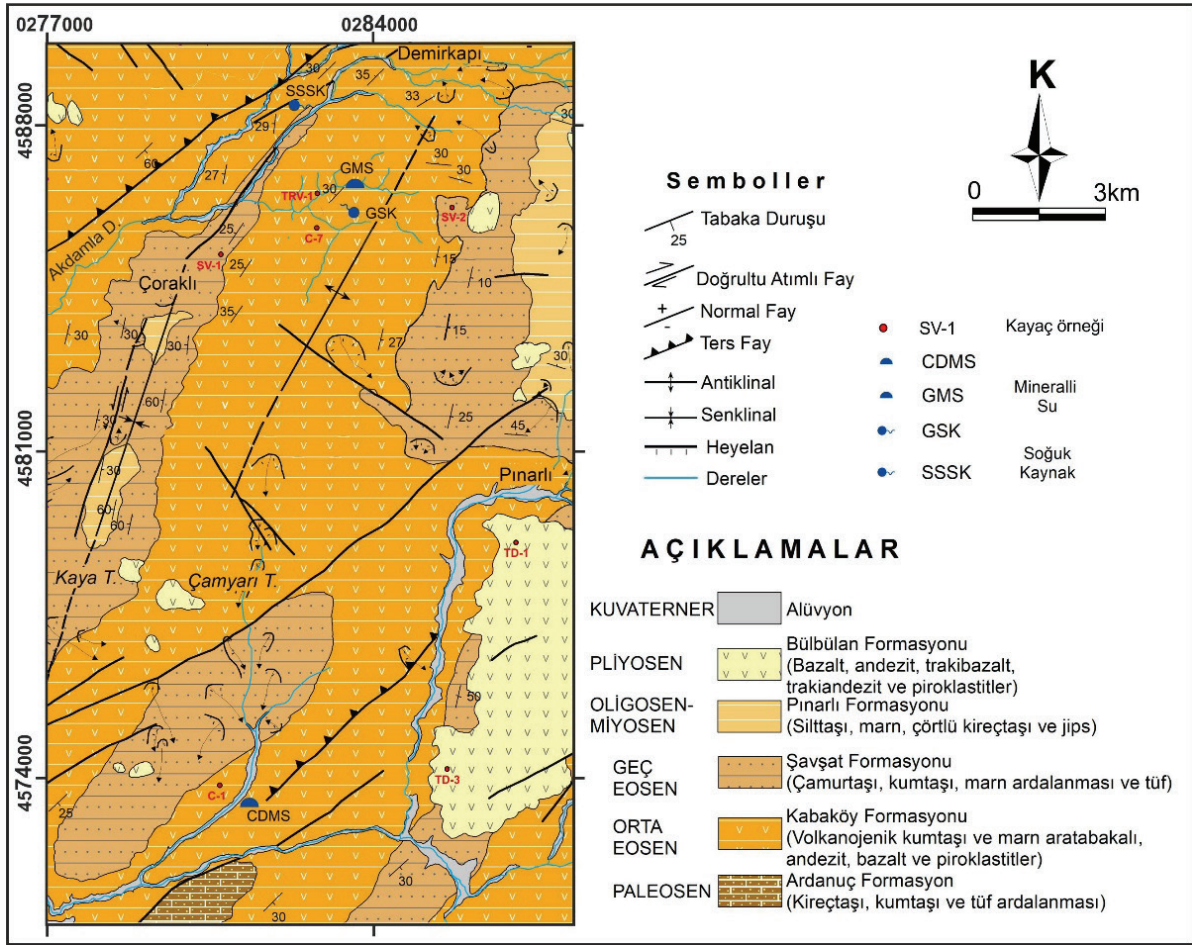 0277000
0284000
4588000
4581000
4574000
Demirkapı
30
35
SSSK
33
29
30
60
27
GMS
30
30
TRV-1
30
GSK
SV-2
C-7
Akdamla D.
25
25
SV-1
15
10
Çoraklı
35
30
30
30
27
15
30
60
30
25
45
30
60
60
Pınarlı
TD-1
Kaya T.
Çamyarı T.
50
TD-3
C-1
CDMS
25
30
30
K
0 3km
Semboller
Tabaka Duruşu
25
Doğrultu Atımlı Fay
+
Normal Fay
-
Ters Fay
Antiklinal
Senklinal
Heyelan
Dereler
SV-1 Kayaç örneği
CDMS
GMS Mineralli
Su
GSK
SSSK Soğuk
Kaynak
AÇIKLAMALAR
KUVATERNER Alüvyon
PLİYOSEN Bülbülan Formasyonu
(Bazalt, andezit, trakibazalt,
trakiandezit ve piroklastitler)
OLİGOSEN-
MİYOSEN
Pınarlı Formasyonu
(Silttaşı, marn, çörtlü kireçtaşı ve jips)
GEÇ
EOSEN
Şavşat Formasyonu
(Çamurtaşı, kumtaşı, marn ardalanması ve tüf)
ORTA
EOSEN
Kabaköy Formasyonu
(Volkanojenik kumtaşı ve marn aratabakalı,
andezit, bazalt ve piroklastitler)
PALEOSEN
Ardanuç Formasyon
(Kireçtaşı, kumtaşı ve tüf ardalanması)